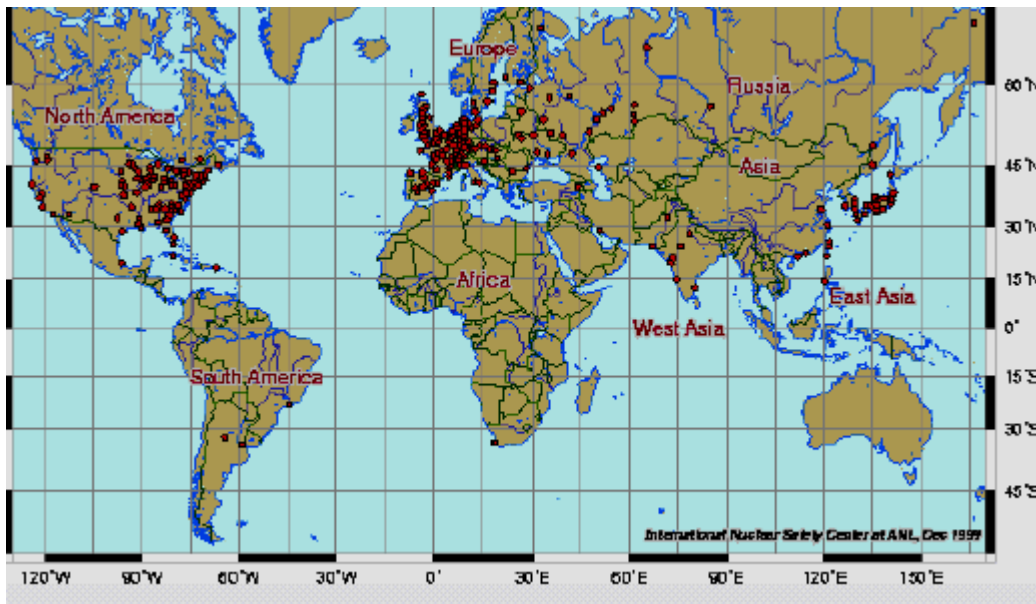 Europe
Russia
60°N
North America
Asia
45°N
30°N
Africa
15°N
East Asia
West Asia
0°
South America
15°S
30°S
45°S
International Nuclear Safety Center at ANL, Dec 1999
120°W 90°W 60°W 30°W 0° 30°E 60°E 90°E 120°E 150°E